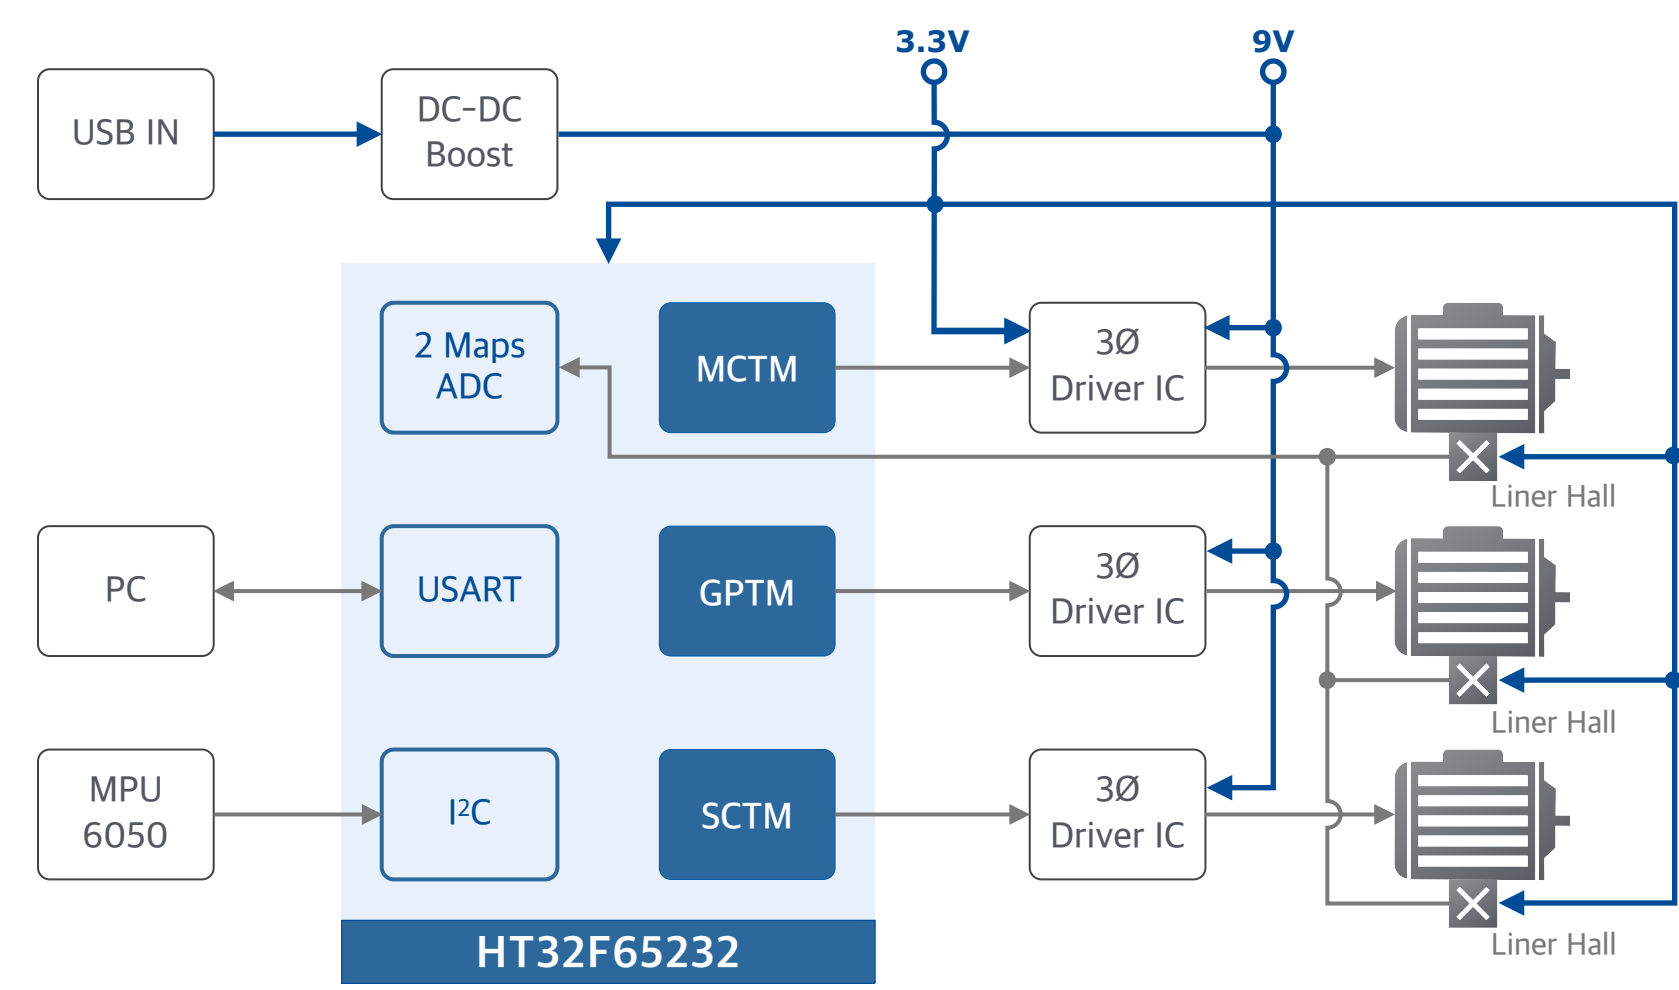 3.3V
9V
USB IN
DC-DC
Boost
2 Maps
ADC
MCTM
3Ø
Driver IC
Liner Hall
PC
USART
GPTM
3Ø
Driver IC
Liner Hall
MPU
6050
I²C
SCTM
3Ø
Driver IC
Liner Hall
HT32F65232